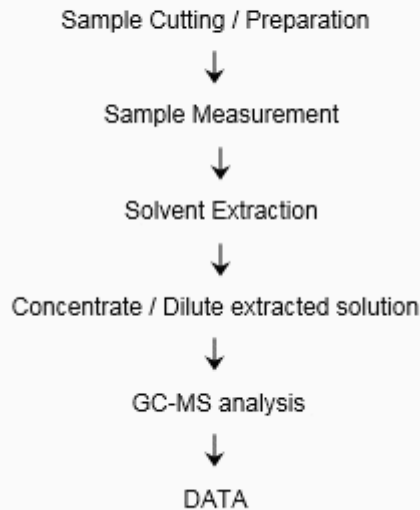 Sample Cutting / Preparation
Sample Measurement
Solvent Extraction
Concentrate / Dilute extracted solution
GC-MS analysis
DATA